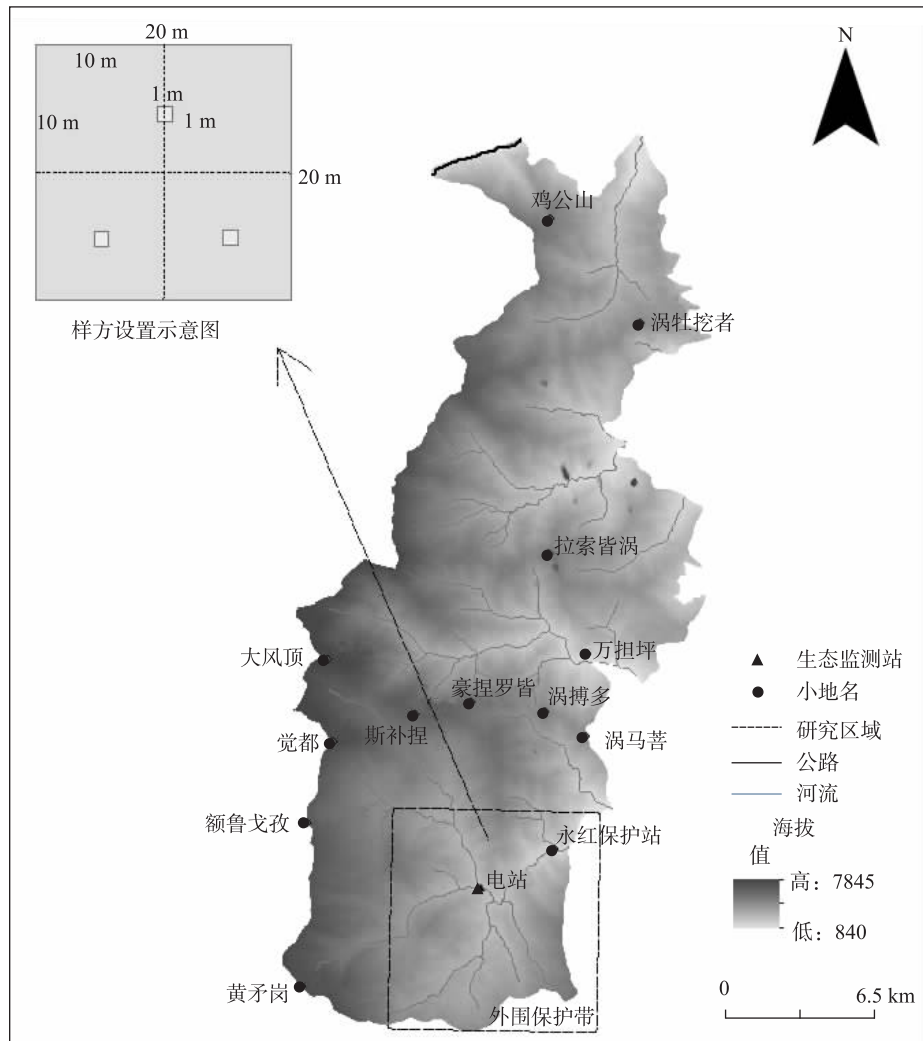 20 m
10 m
1 m
10 m
1 m
20 m
样方设置示意图
N
鸡公山
涡牡挖者
拉索皆涡
大风顶
万担坪
豪捏罗皆
涡搏多
斯补捏
觉都
涡马菩
额鲁戈孜
永红保护站
电站
黄矛岗
外围保护带
生态监测站
小地名
研究区域
公路
河流
海拔
值
高：7845
低：840
0
6.5 km